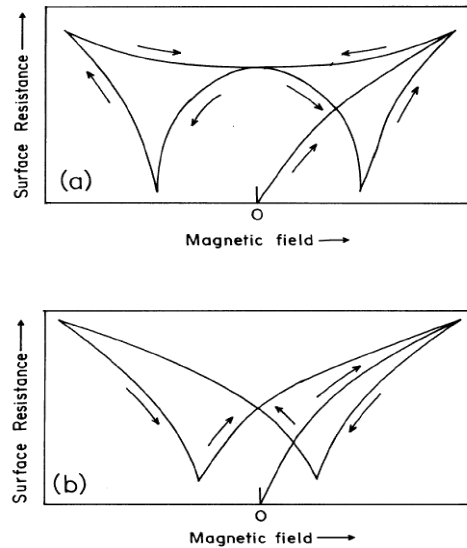 Surface Resistance
(a)
O
Magnetic field
Surface Resistance
(b)
O
Magnetic field